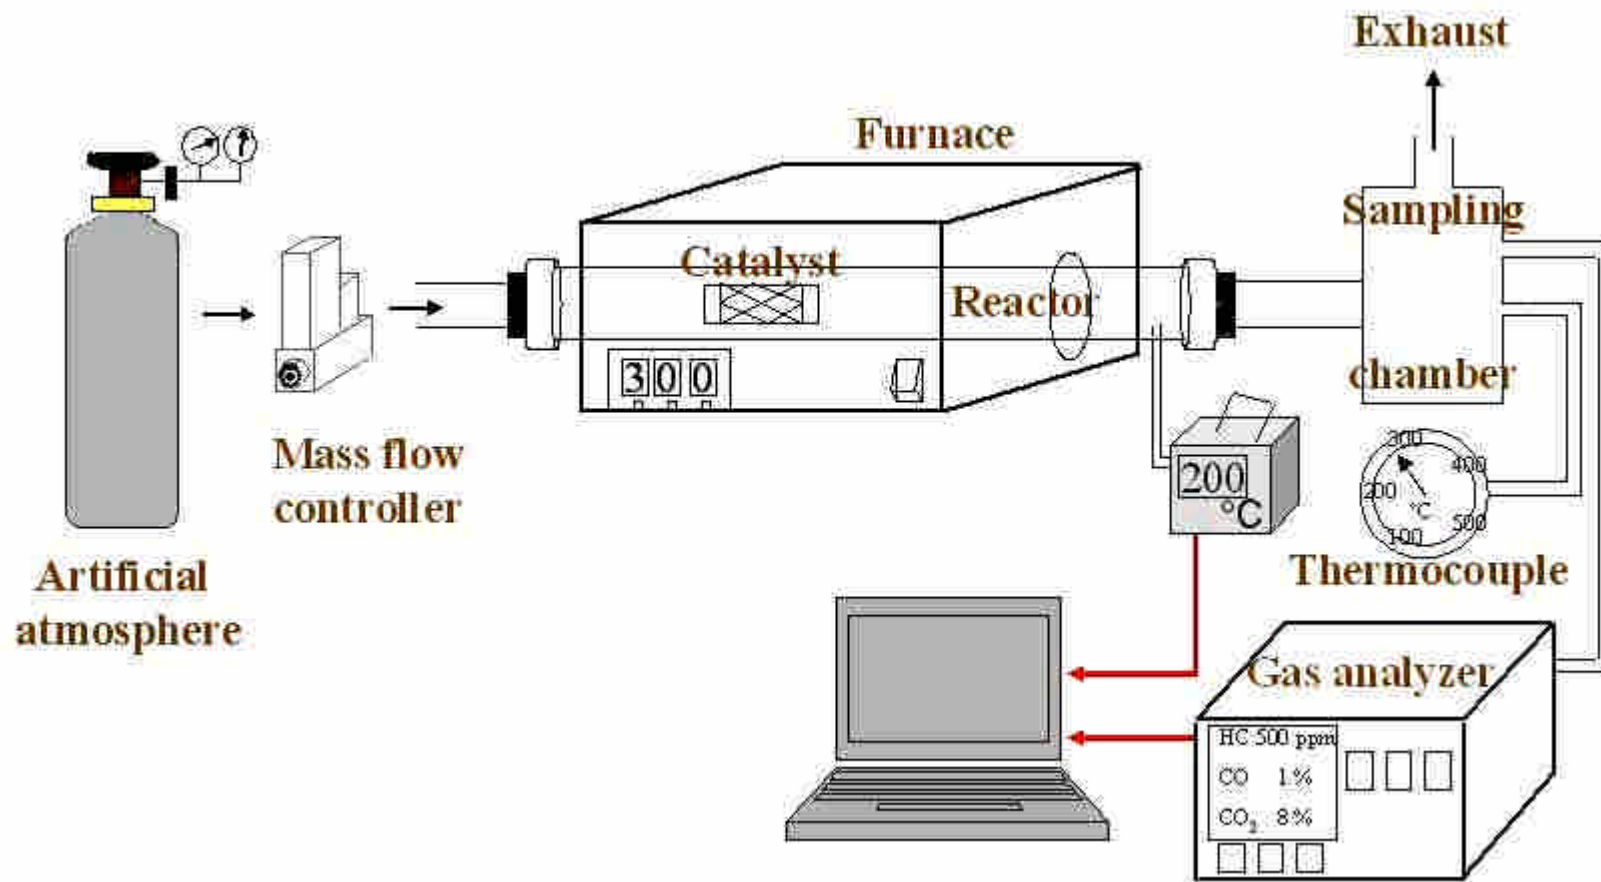 Exhaust
Furnace
Sampling
chamber
Catalyst
Reactor
300
Mass flow
controller
Artificial
atmosphere
200
°C
300
400
200
°C
500
100
Thermocouple
Gas analyzer
HC 500 ppm
CO 1%
CO₂ 8%